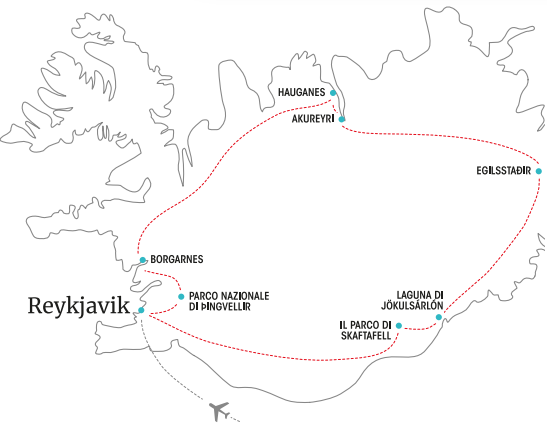 HAUGANES
AKUREYRI
EGILSSTAÐIR
BORGARNES
PARCO NAZIONALE
DI ÞINGVELLIR
Reykjavik
LAGUNA DI
JÖKULSÁRLÓN
IL PARCO DI
SKAFTAFELL